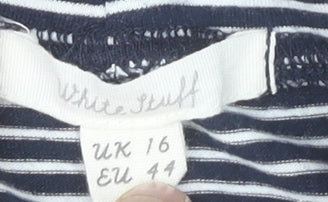 White Stuff
UK 16
EU 44